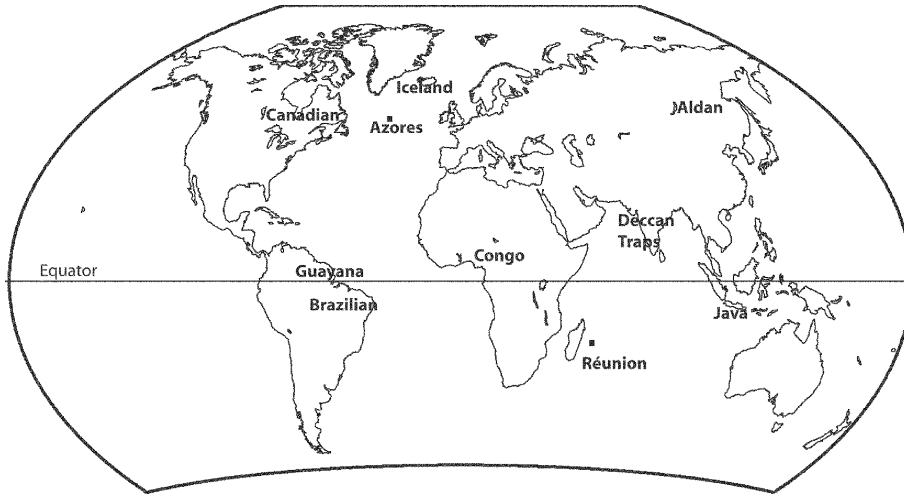 Iceland
Canadian
Azores
Aldan
Deccan
Traps
Congo
Equator
Guayana
Brazilian
Java
Réunion